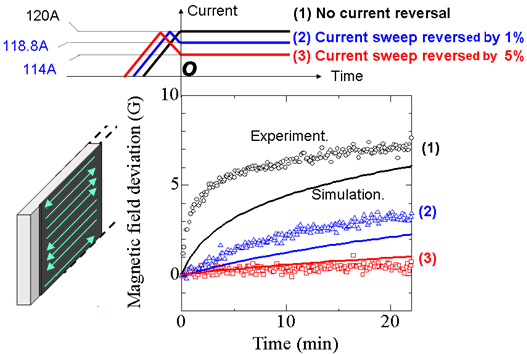 Current
120A
(1) No current reversal
118.8A
(2) Current sweep reversed by 1%
114A
(3) Current sweep reversed by 5%
Time
O
10
Magnetic field deviation (G)
Experiment.
(1)
5
Simulation.
(2)
(3)
0
0
10
20
Time (min)